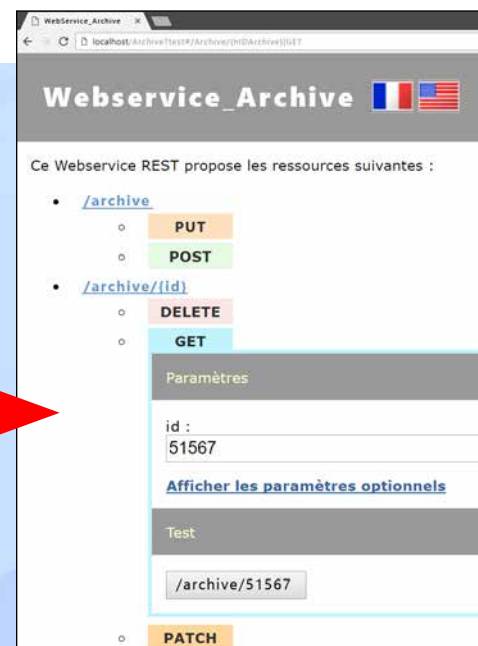 WebService_Archive
localhost/Archive?test#/Archive/{nIDArchive}|GET
Webservice_Archive
Ce Webservice REST propose les ressources suivantes :
/archive
PUT
POST
/archive/{id}
DELETE
GET
Paramètres
id :
51567
Afficher les paramètres optionnels
Test
/archive/51567
PATCH